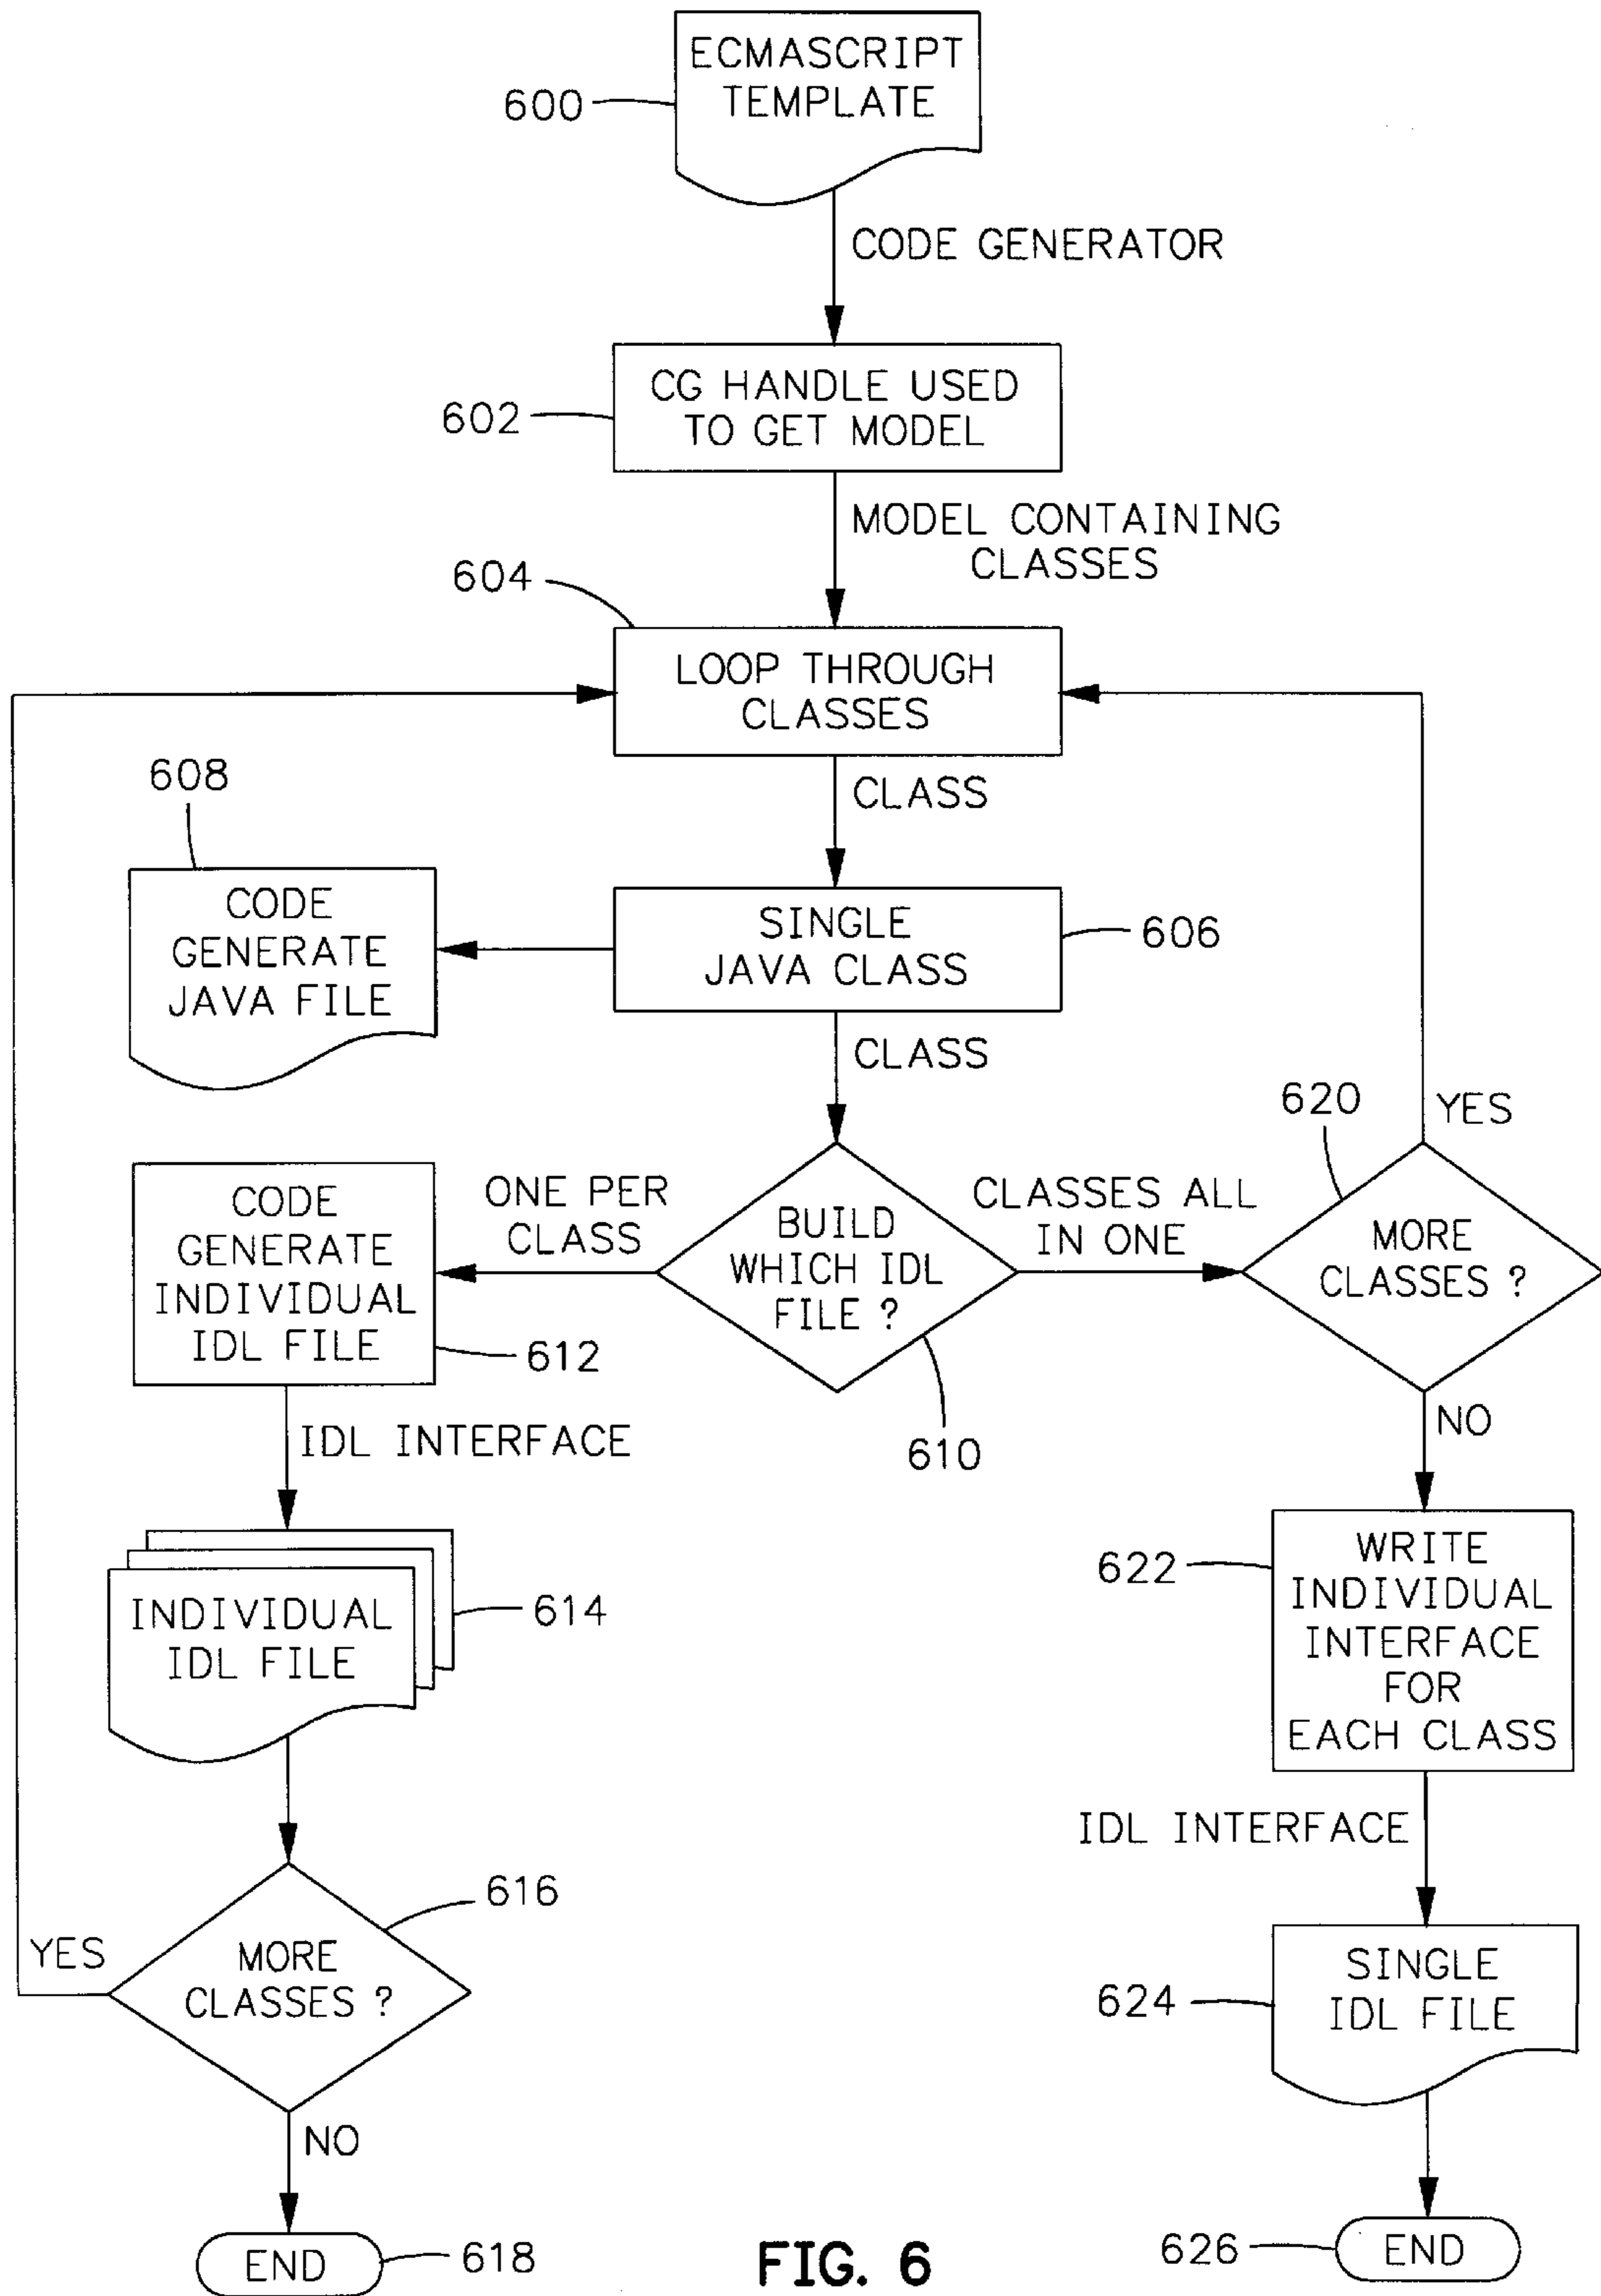 ECMASCRIPT
TEMPLATE
600
CODE GENERATOR
CG HANDLE USED
TO GET MODEL
602
MODEL CONTAINING
CLASSES
604
LOOP THROUGH
CLASSES
608
CLASS
CODE
GENERATE
JAVA FILE
SINGLE
JAVA CLASS
606
CLASS
620
YES
CODE
GENERATE
INDIVIDUAL
IDL FILE
612
ONE PER
CLASS
BUILD
WHICH IDL
FILE ?
610
CLASSES ALL
IN ONE
MORE
CLASSES ?
NO
IDL INTERFACE
INDIVIDUAL
IDL FILE
614
622
WRITE
INDIVIDUAL
INTERFACE
FOR
EACH CLASS
IDL INTERFACE
616
YES
MORE
CLASSES ?
624
SINGLE
IDL FILE
NO
END
618
FIG. 6
626
END